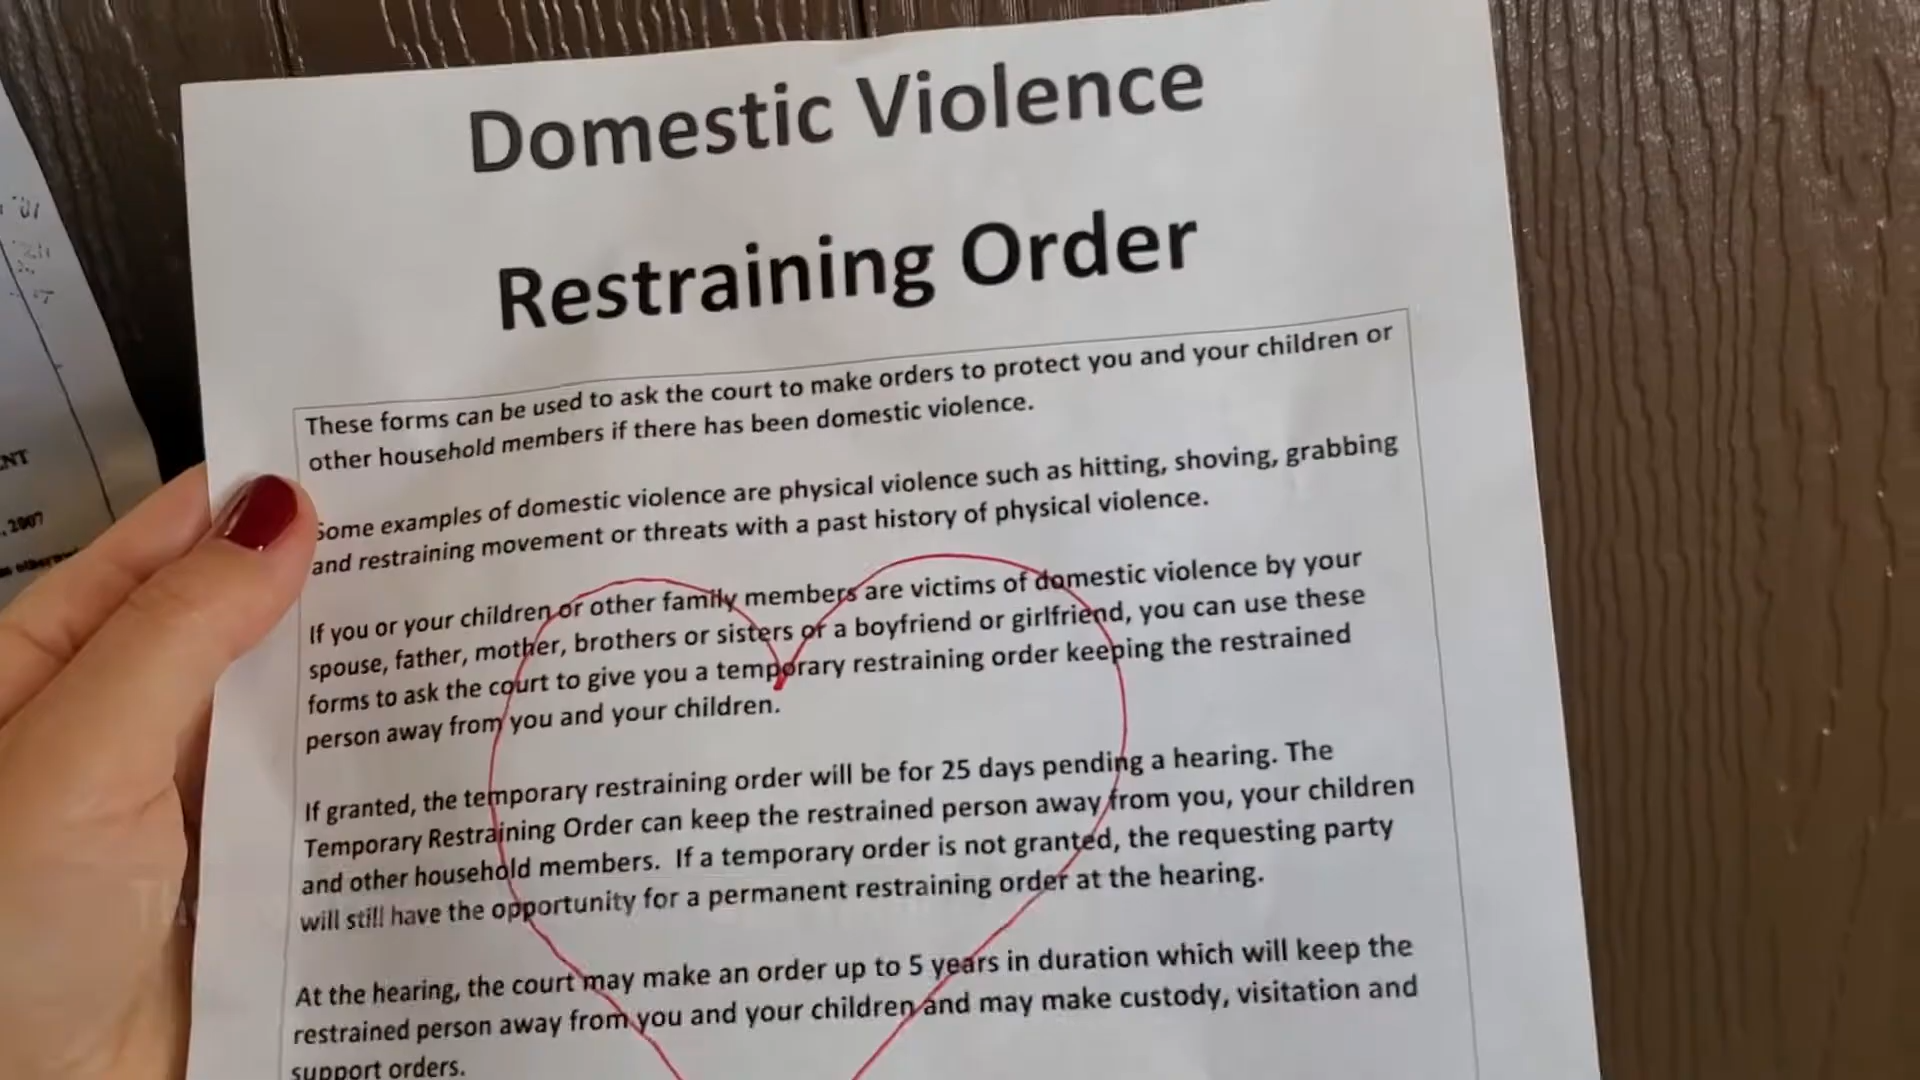 Domestic Violence
Restraining Order
These forms can be used to ask the court to make orders to protect you and your children or
other household members if there has been domestic violence.
Some examples of domestic violence are physical violence such as hitting, shoving, grabbing
and restraining movement or threats with a past history of physical violence.
If you or your children or other family members are victims of domestic violence by your
spouse, father, mother, brothers or sisters or a boyfriend or girlfriend, you can use these
forms to ask the court to give you a temporary restraining order keeping the restrained
person away from you and your children.
If granted, the temporary restraining order will be for 25 days pending a hearing. The
Temporary Restraining Order can keep the restrained person away from you, your children
and other household members. If a temporary order is not granted, the requesting party
will still have the opportunity for a permanent restraining order at the hearing.
At the hearing, the court may make an order up to 5 years in duration which will keep the
restrained person away from you and your children and may make custody, visitation and
support orders.
, 2007